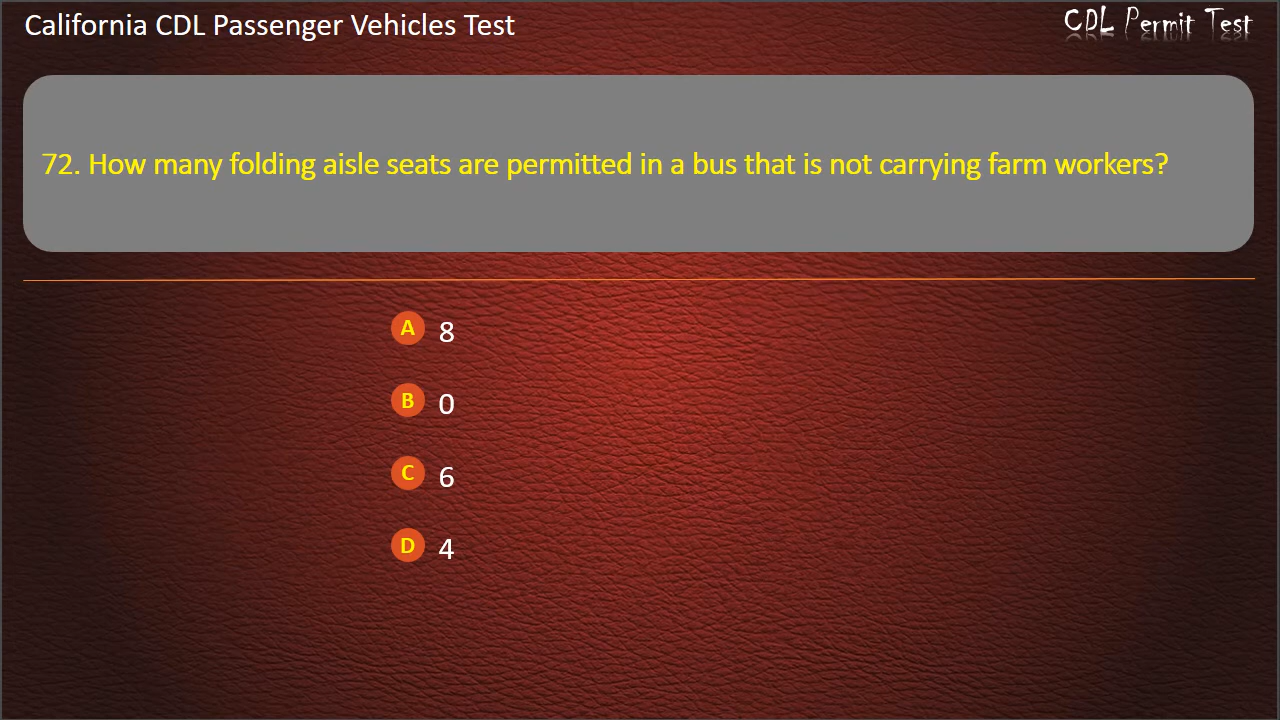 California CDL Passenger Vehicles Test
CDL Permit Test
72. How many folding aisle seats are permitted in a bus that is not carrying farm workers?
A 8
B 0
C 6
D 4